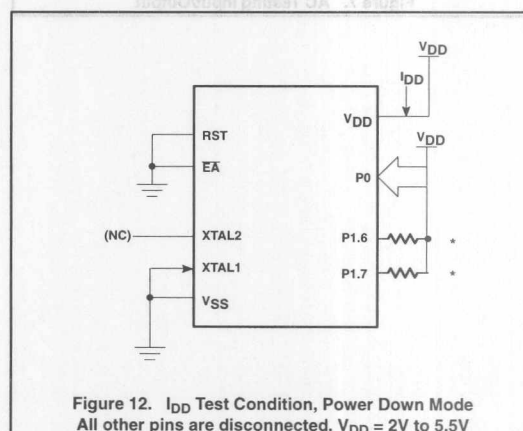 VDD
IDD
VDD
VDD
RST
EA
P0
(NC)
XTAL2
P1.6
*
XTAL1
P1.7
*
VSS
Figure 12. IDD Test Condition, Power Down Mode
All other pins are disconnected. VDD = 2V to 5.5V